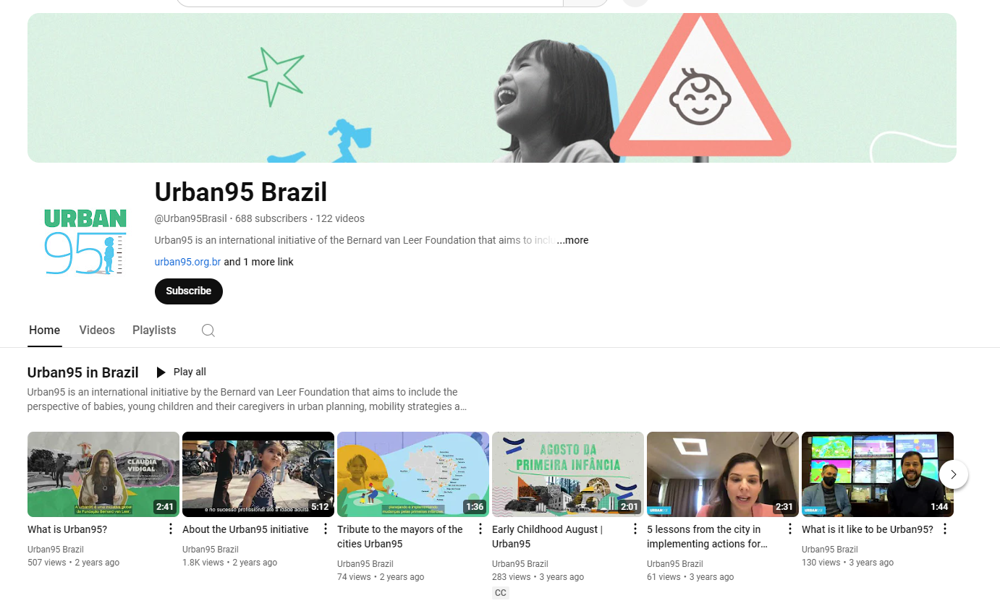 Urban95 Brazil
@Urban95Brasil · 688 subscribers · 122 videos
URBAN
95
Urban95 is an international initiative of the Bernard van Leer Foundation that aims to inclu ...more
urban95.org.br and 1 more link
Subscribe
Home Videos Playlists
Urban95 in Brazil Play all
Urban95 is an international initiative by the Bernard van Leer Foundation that aims to include the
perspective of babies, young children and their caregivers in urban planning, mobility strategies a...
CLAUDIA
VIDIGAL
A Urban95 é uma iniciativa global
da Fundação Bernard van Leer,
2:41
e no sucesso profissional até a idade adulta
5:12
planejando e implementando
mudanças pelas primeiras infâncias
1:36
AGOSTO DA
PRIMEIRA INFÂNCIA
2:01
URBAN95
2:31
URBAN95
1:44
What is Urban95?
Urban95 Brazil
507 views • 2 years ago
About the Urban95 initiative
Urban95 Brazil
1.8K views • 2 years ago
Tribute to the mayors of the
cities Urban95
Urban95 Brazil
74 views • 2 years ago
Early Childhood August |
Urban95
Urban95 Brazil
283 views • 3 years ago
CC
5 lessons from the city in
implementing actions for...
Urban95 Brazil
61 views • 3 years ago
What is it like to be Urban95?
Urban95 Brazil
130 views • 3 years ago